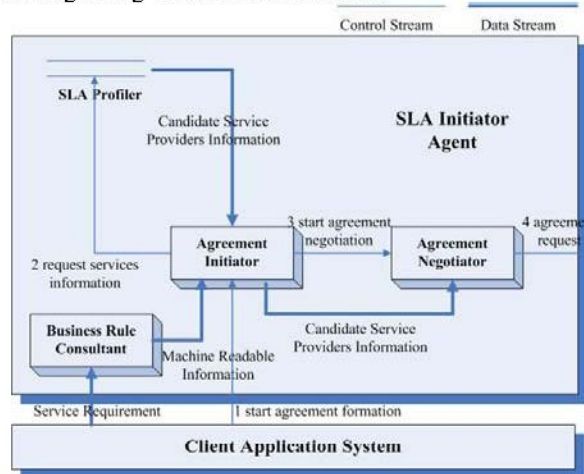 Control Stream
Data Stream
SLA Profiler
Candidate Service
Providers Information
SLA Initiator
Agent
3 start agreement
negotiation
4 agreeme
request
Agreement
Initiator
Agreement
Negotiator
2 request services
information
Business Rule
Consultant
Machine Readable
Information
Candidate Service
Providers Information
Service Requirement
1 start agreement formation
Client Application System